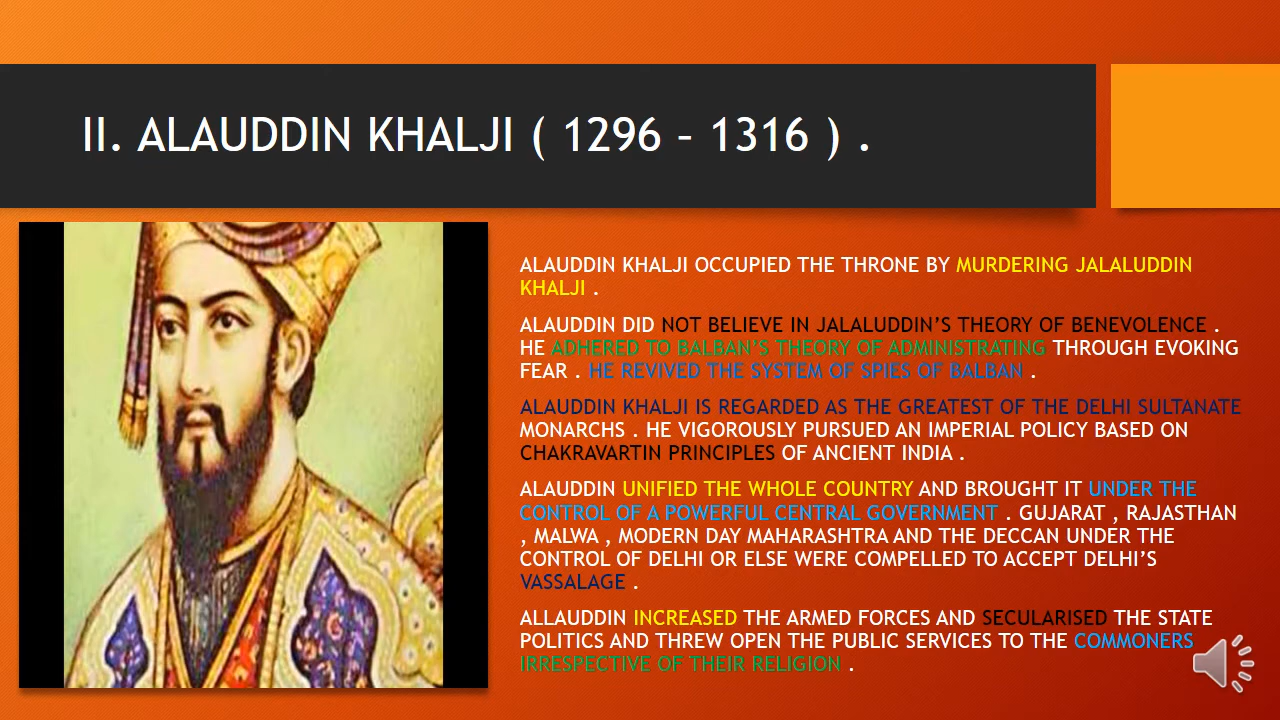 II. ALAUDDIN KHALJI ( 1296 – 1316 ) .
ALAUDDIN KHALJI OCCUPIED THE THRONE BY MURDERING JALALUDDIN
KHALJI .
ALAUDDIN DID NOT BELIEVE IN JALALUDDIN'S THEORY OF BENEVOLENCE .
HE ADHERED TO BALBAN'S THEORY OF ADMINISTRATING THROUGH EVOKING
FEAR . HE REVIVED THE SYSTEM OF SPIES OF BALBAN .
ALAUDDIN KHALJI IS REGARDED AS THE GREATEST OF THE DELHI SULTANATE
MONARCHS . HE VIGOROUSLY PURSUED AN IMPERIAL POLICY BASED ON
CHAKRAVARTIN PRINCIPLES OF ANCIENT INDIA .
ALAUDDIN UNIFIED THE WHOLE COUNTRY AND BROUGHT IT UNDER THE
CONTROL OF A POWERFUL CENTRAL GOVERNMENT . GUJARAT , RAJASTHAN
, MALWA , MODERN DAY MAHARASHTRA AND THE DECCAN UNDER THE
CONTROL OF DELHI OR ELSE WERE COMPELLED TO ACCEPT DELHI'S
VASSALAGE .
ALLAUDDIN INCREASED THE ARMED FORCES AND SECULARISED THE STATE
POLITICS AND THREW OPEN THE PUBLIC SERVICES TO THE COMMONERS
IRRESPECTIVE OF THEIR RELIGION .